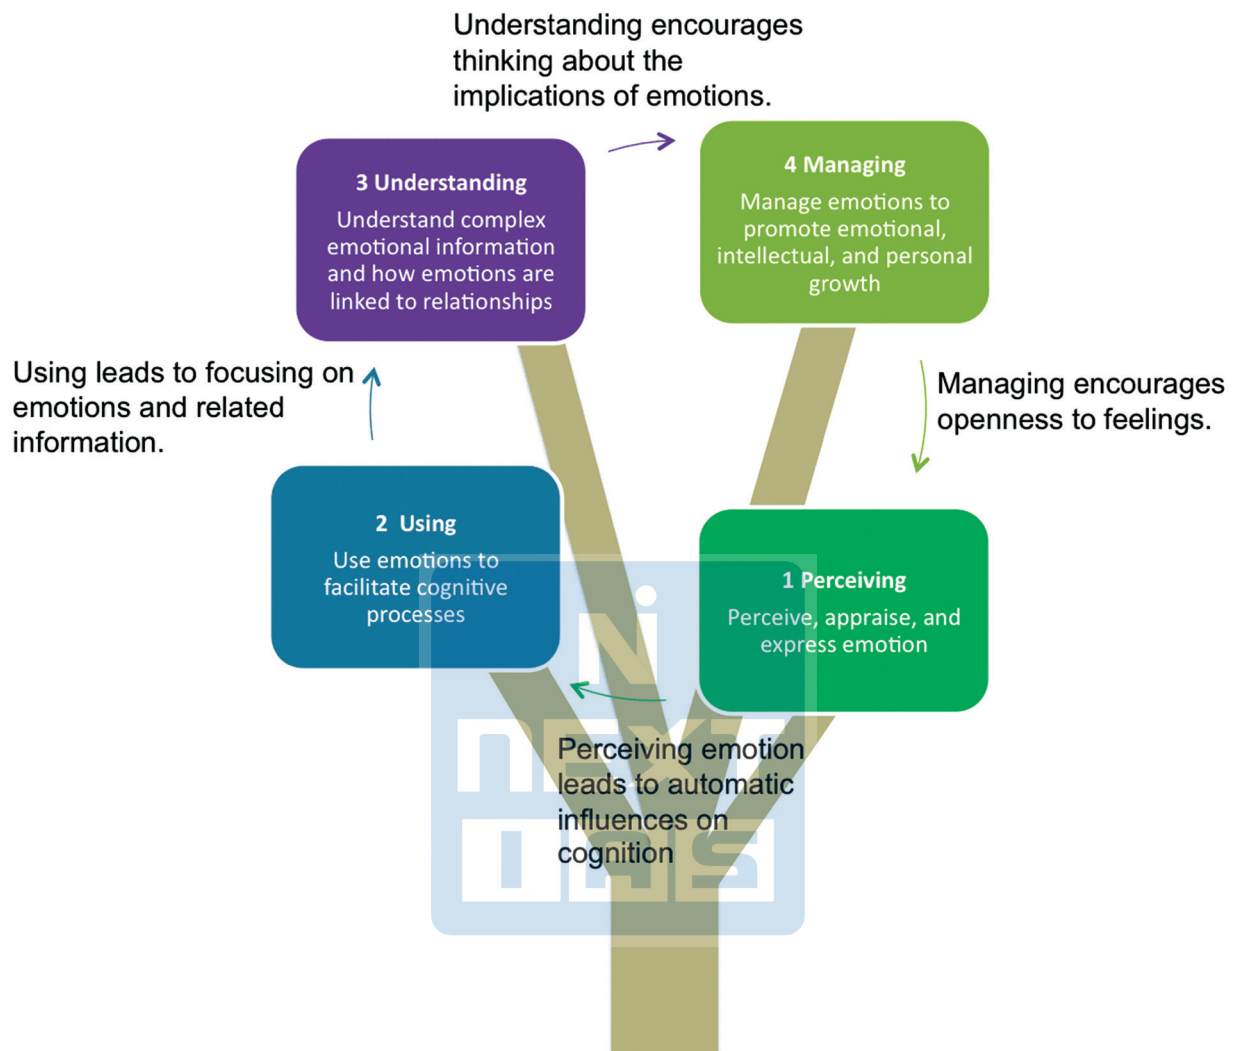 Understanding encourages
thinking about the
implications of emotions.
3 Understanding
Understand complex
emotional information
and how emotions are
linked to relationships
4 Managing
Manage emotions to
promote emotional,
intellectual, and personal
growth
Using leads to focusing on
emotions and related
information.
Managing encourages
openness to feelings.
2 Using
Use emotions to
facilitate cognitive
processes
1 Perceiving
Perceive, appraise, and
express emotion
Perceiving emotion
leads to automatic
influences on
cognition
Ni
NEXT
IAS